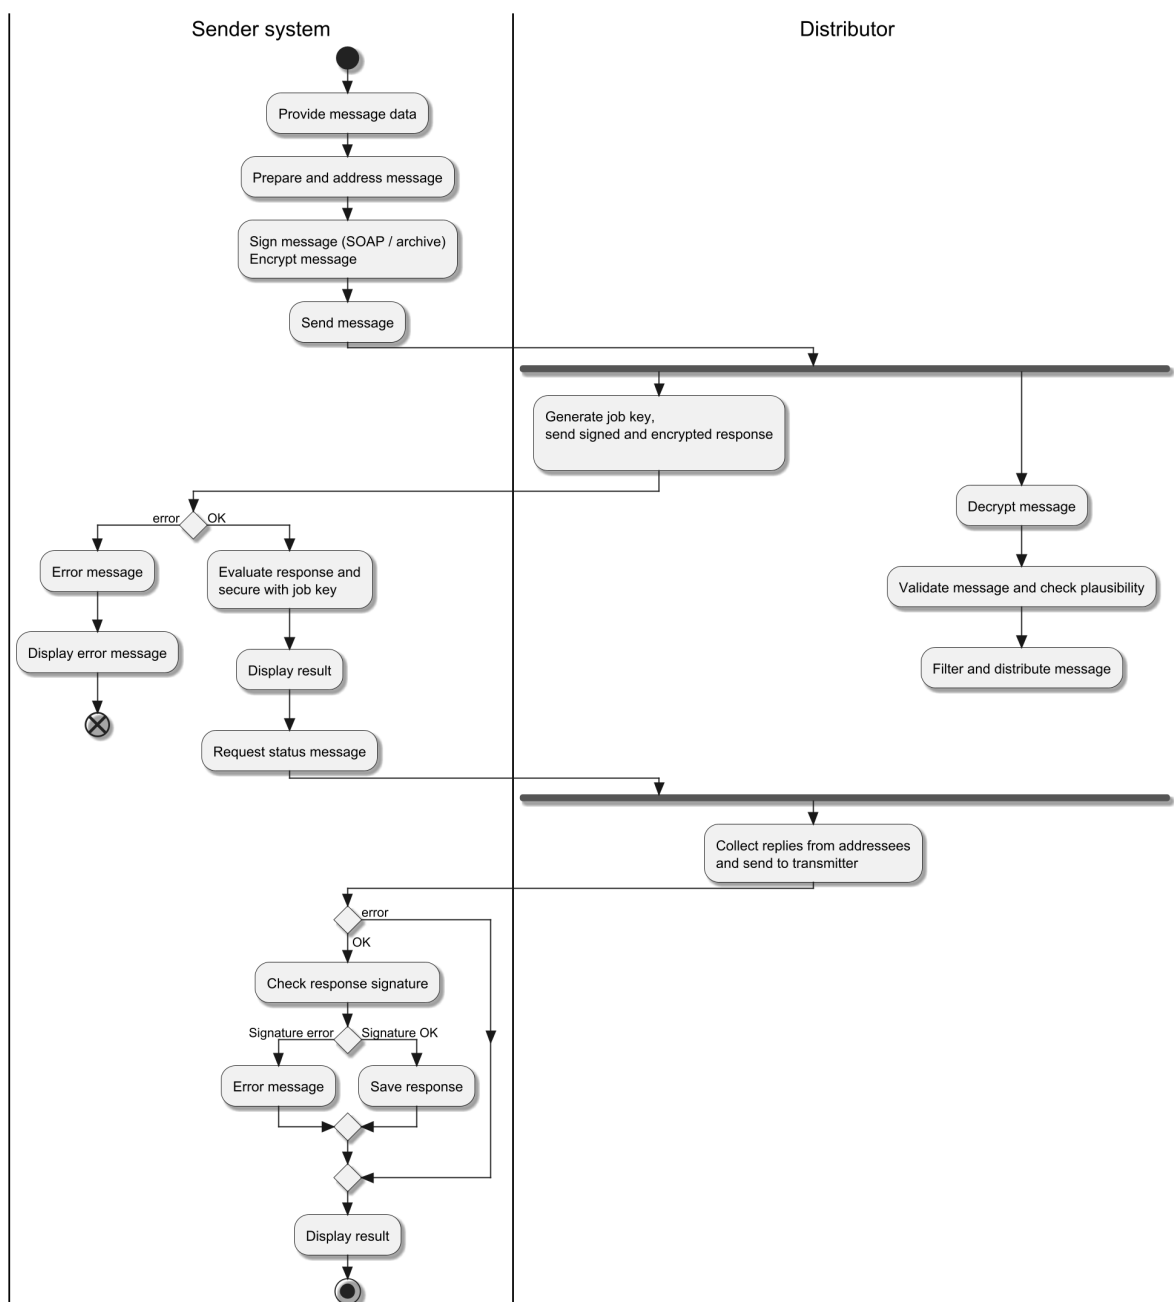 Sender system
Distributor
Provide message data
Prepare and address message
Sign message (SOAP / archive)
Encrypt message
Send message
Generate job key,
send signed and encrypted response
Decrypt message
error
OK
Error message
Evaluate response and
secure with job key
Validate message and check plausibility
Display error message
Display result
Filter and distribute message
Request status message
Collect replies from addressees
and send to transmitter
error
OK
Check response signature
Signature error
Signature OK
Error message
Save response
Display result